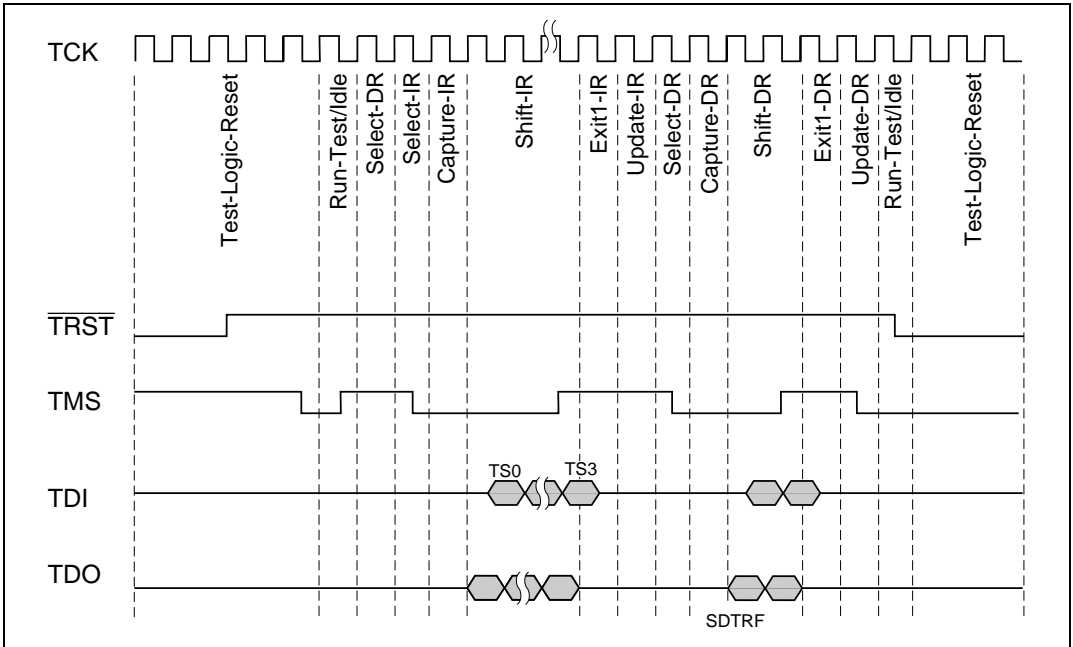 TCK
Test-Logic-Reset
Run-Test/Idle
Select-DR
Select-IR
Capture-IR
Shift-IR
Exit1-IR
Update-IR
Select-DR
Capture-DR
Shift-DR
Exit1-DR
Update-DR
Run-Test/Idle
Test-Logic-Reset
TRST
TMS
TS0 TS3
TDI
TDO
SDTRF